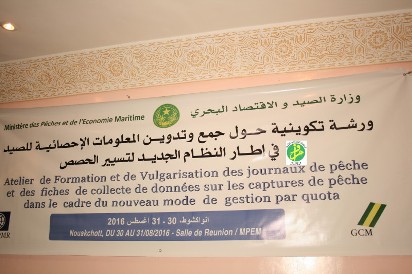 وزارة الصيد و الاقتصاد البحري
Ministère des Pêches et de l'Economie Maritime
ورشة تكوينية حول جمع وتدوين المعلومات الإحصائية للصيد
في اطار النظام الجديد لتسيير الحصص
Atelier de Formation et de Vulgarisation des journaux de pêche
et des fiches de collecte de données sur les captures de pêche
dans le cadre du nouveau mode de gestion par quota
انواكشوط، 30 - 31 اغسطس 2016
Nouakchott, DU 30 AU 31/08/2016 - Salle de Reunion / MPEM
GCM